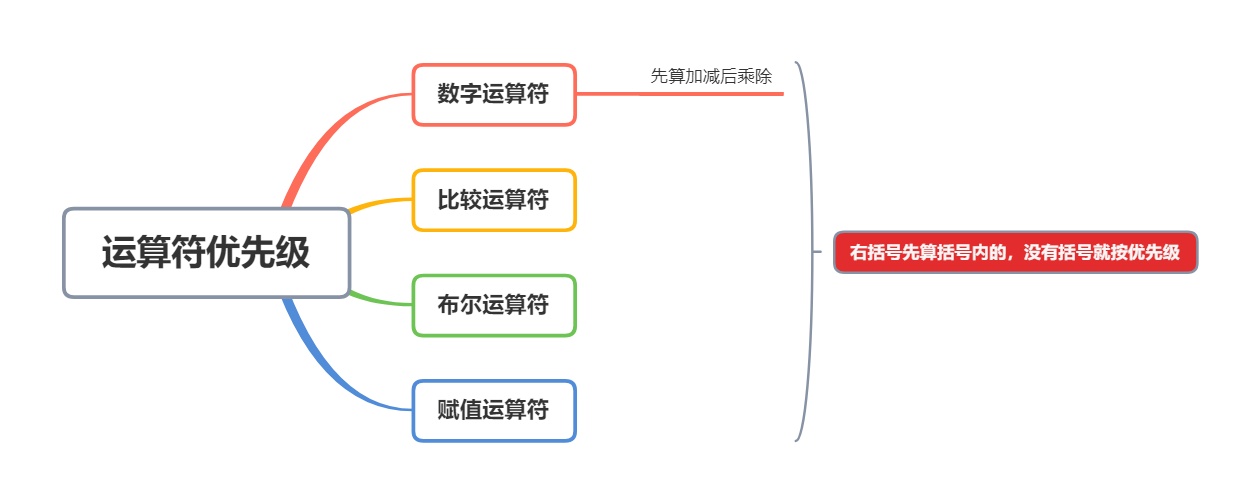 先算加减后乘除
数字运算符
比较运算符
运算符优先级
右括号先算括号内的，没有括号就按优先级
布尔运算符
赋值运算符